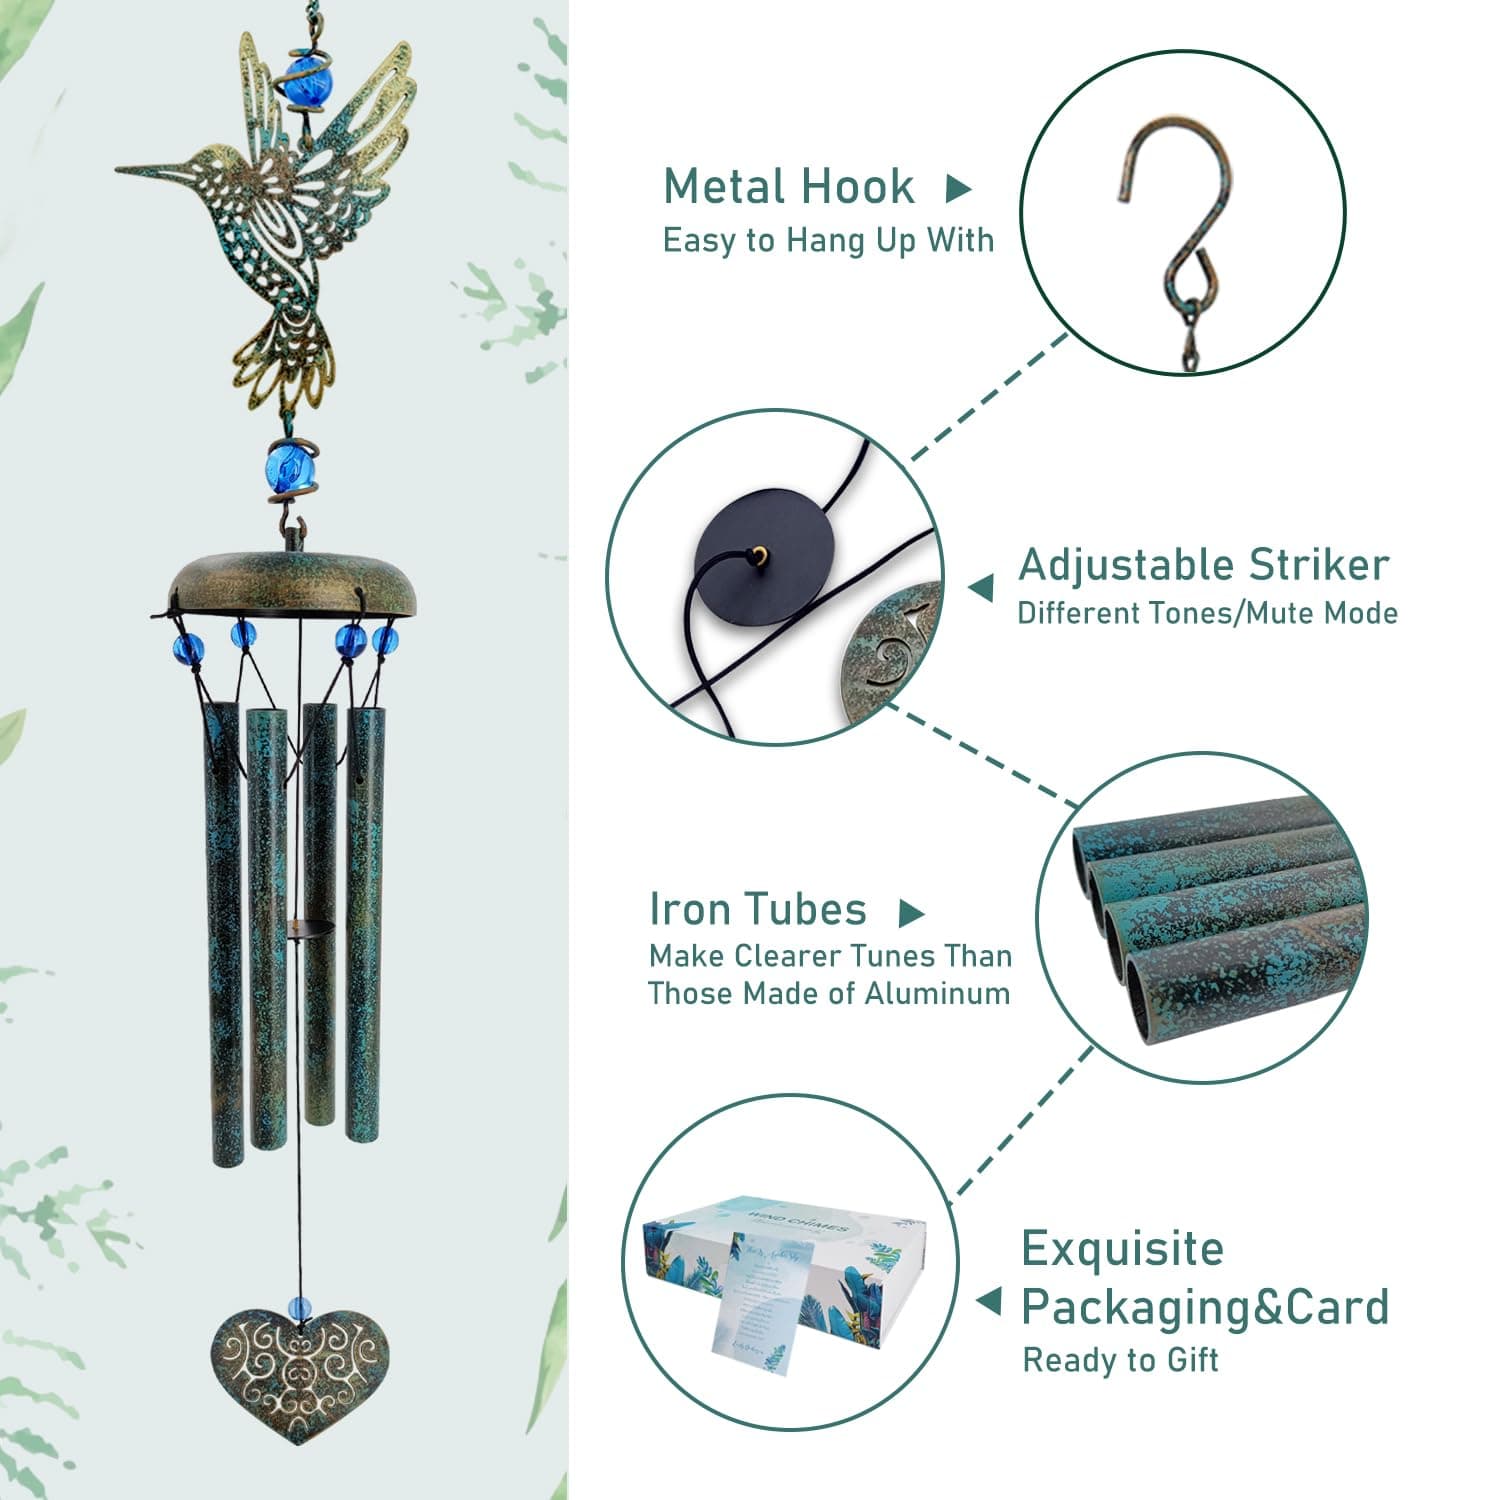 Metal Hook
Easy to Hang Up With
Adjustable Striker
Different Tones/Mute Mode
Iron Tubes
Make Clearer Tunes Than
Those Made of Aluminum
WIND CHIMES
Exquisite
Packaging&Card
Ready to Gift